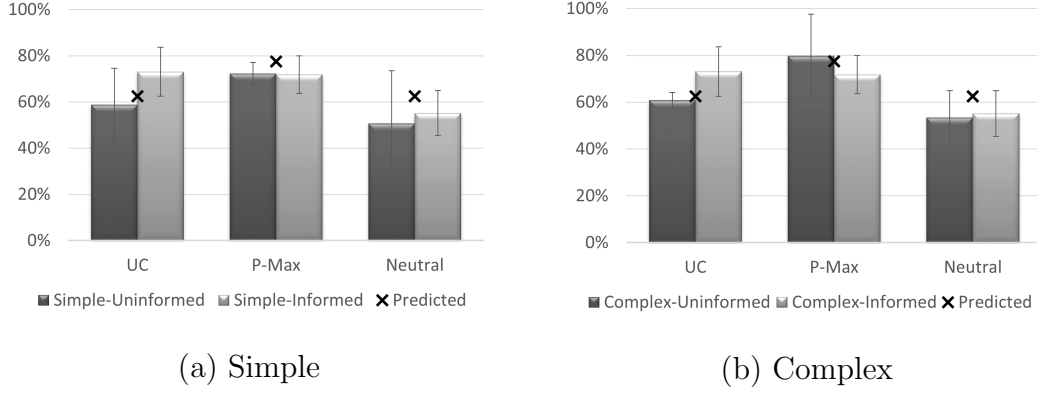 100%
80%
60%
40%
20%
0%
UC
P-Max
Neutral
Simple-Uninformed
Simple-Informed
Predicted
(a) Simple
100%
80%
60%
40%
20%
0%
UC
P-Max
Neutral
Complex-Uninformed
Complex-Informed
Predicted
(b) Complex